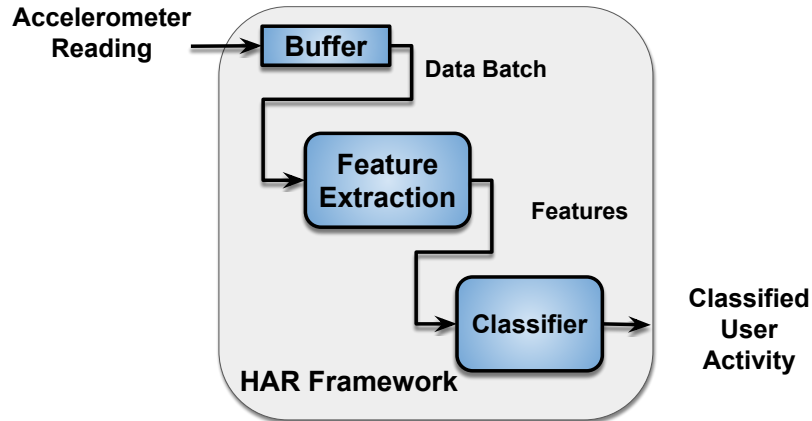 Accelerometer
Reading
Buffer
Data Batch
Feature
Extraction
Features
Classifier
Classified
User
Activity
HAR Framework